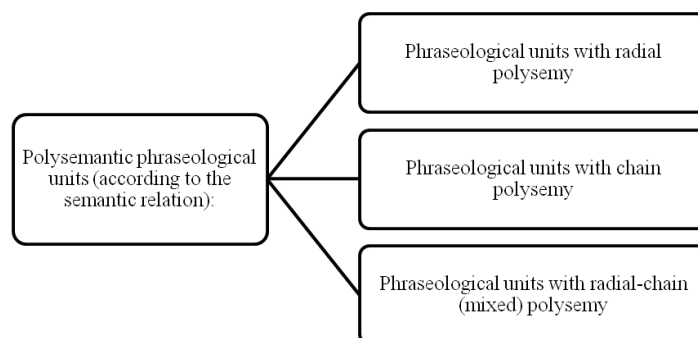 Polysemantic phraseological
units (according to the
semantic relation):
Phraseological units with radial
polysemy
Phraseological units with chain
polysemy
Phraseological units with radial-chain
(mixed) polysemy